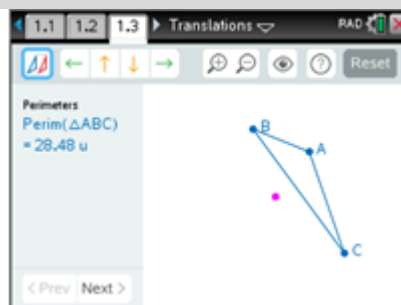 1.1 1.2 1.3 Translations RAD
? Reset
Perimeters
Perim(△ABC)
= 28.48 u
B
A
C
< Prev Next >